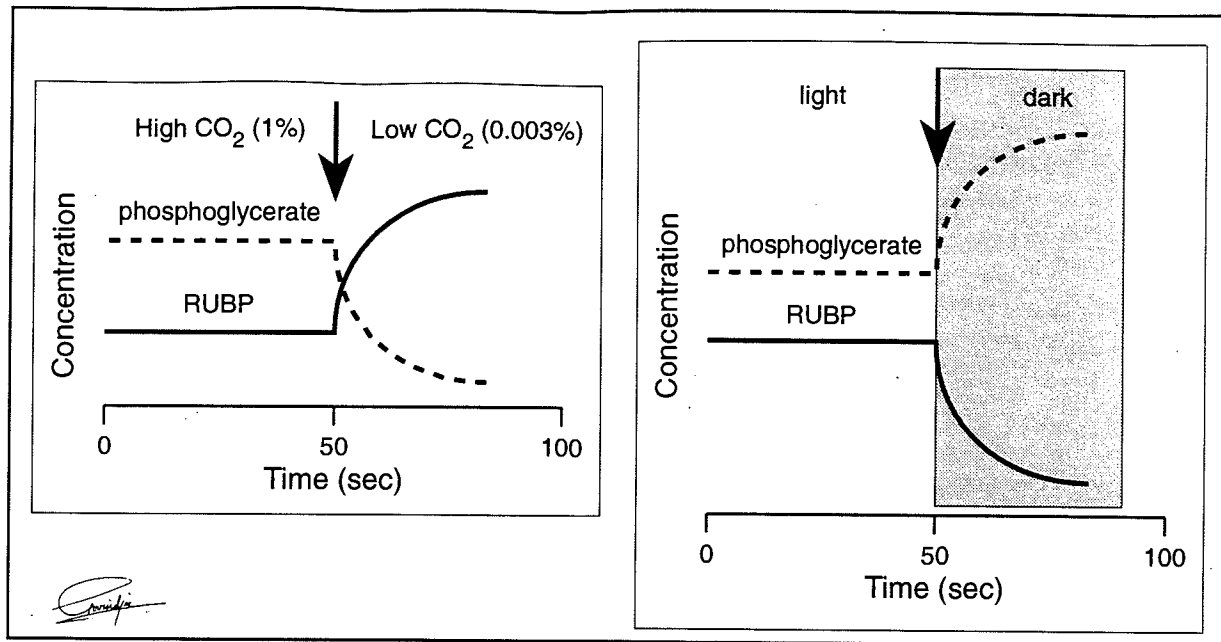 High CO2 (1%)
Low CO2 (0.003%)
phosphoglycerate
RUBP
Concentration
0
50
100
Time (sec)
light
dark
phosphoglycerate
RUBP
Concentration
0
50
100
Time (sec)